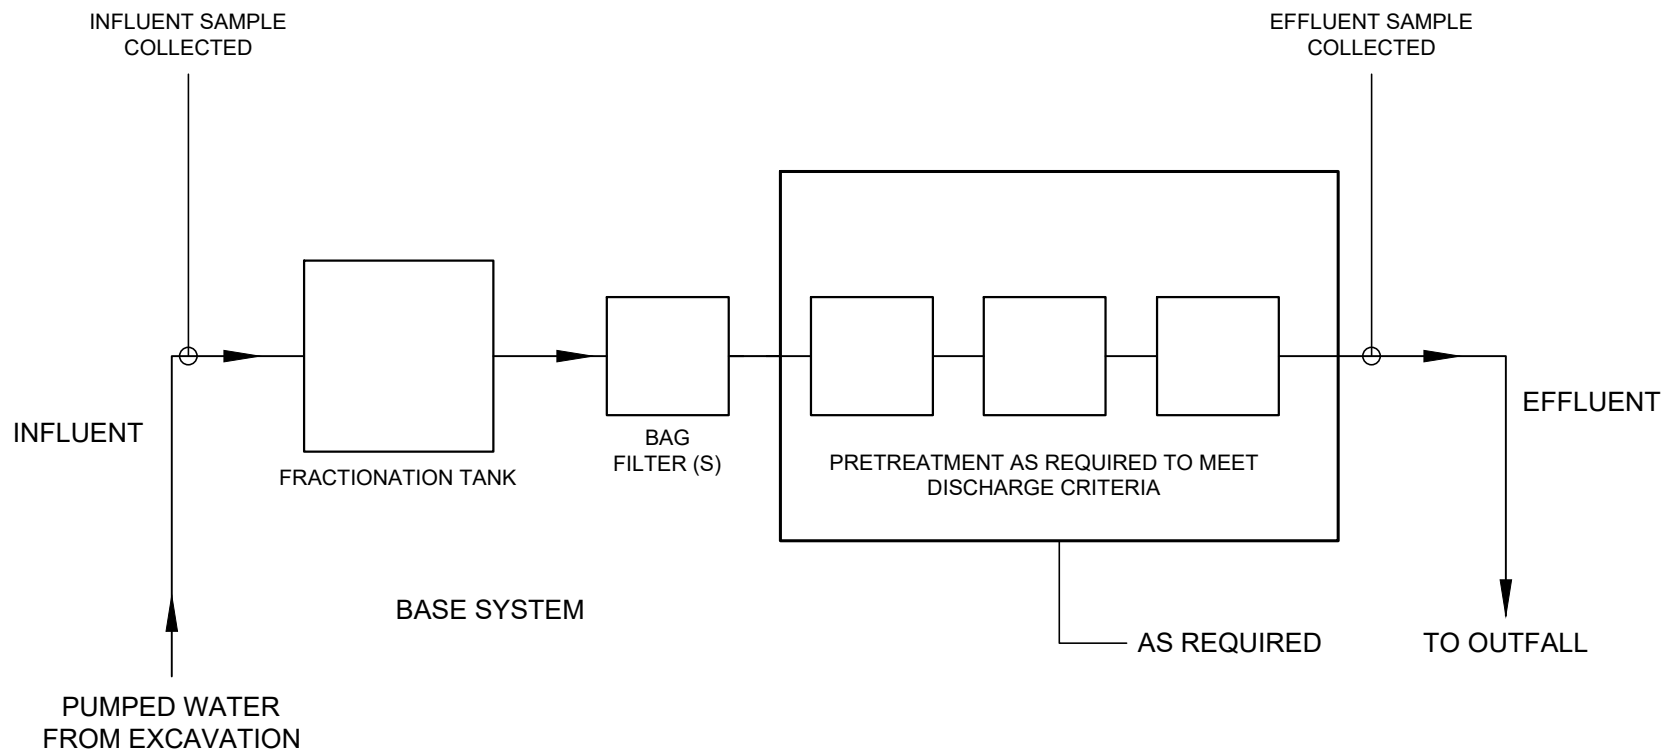 INFLUENT SAMPLE
COLLECTED
EFFLUENT SAMPLE
COLLECTED
INFLUENT
FRACTIONATION TANK
BAG
FILTER (S)
PRETREATMENT AS REQUIRED TO MEET
DISCHARGE CRITERIA
EFFLUENT
BASE SYSTEM
AS REQUIRED
TO OUTFALL
PUMPED WATER
FROM EXCAVATION